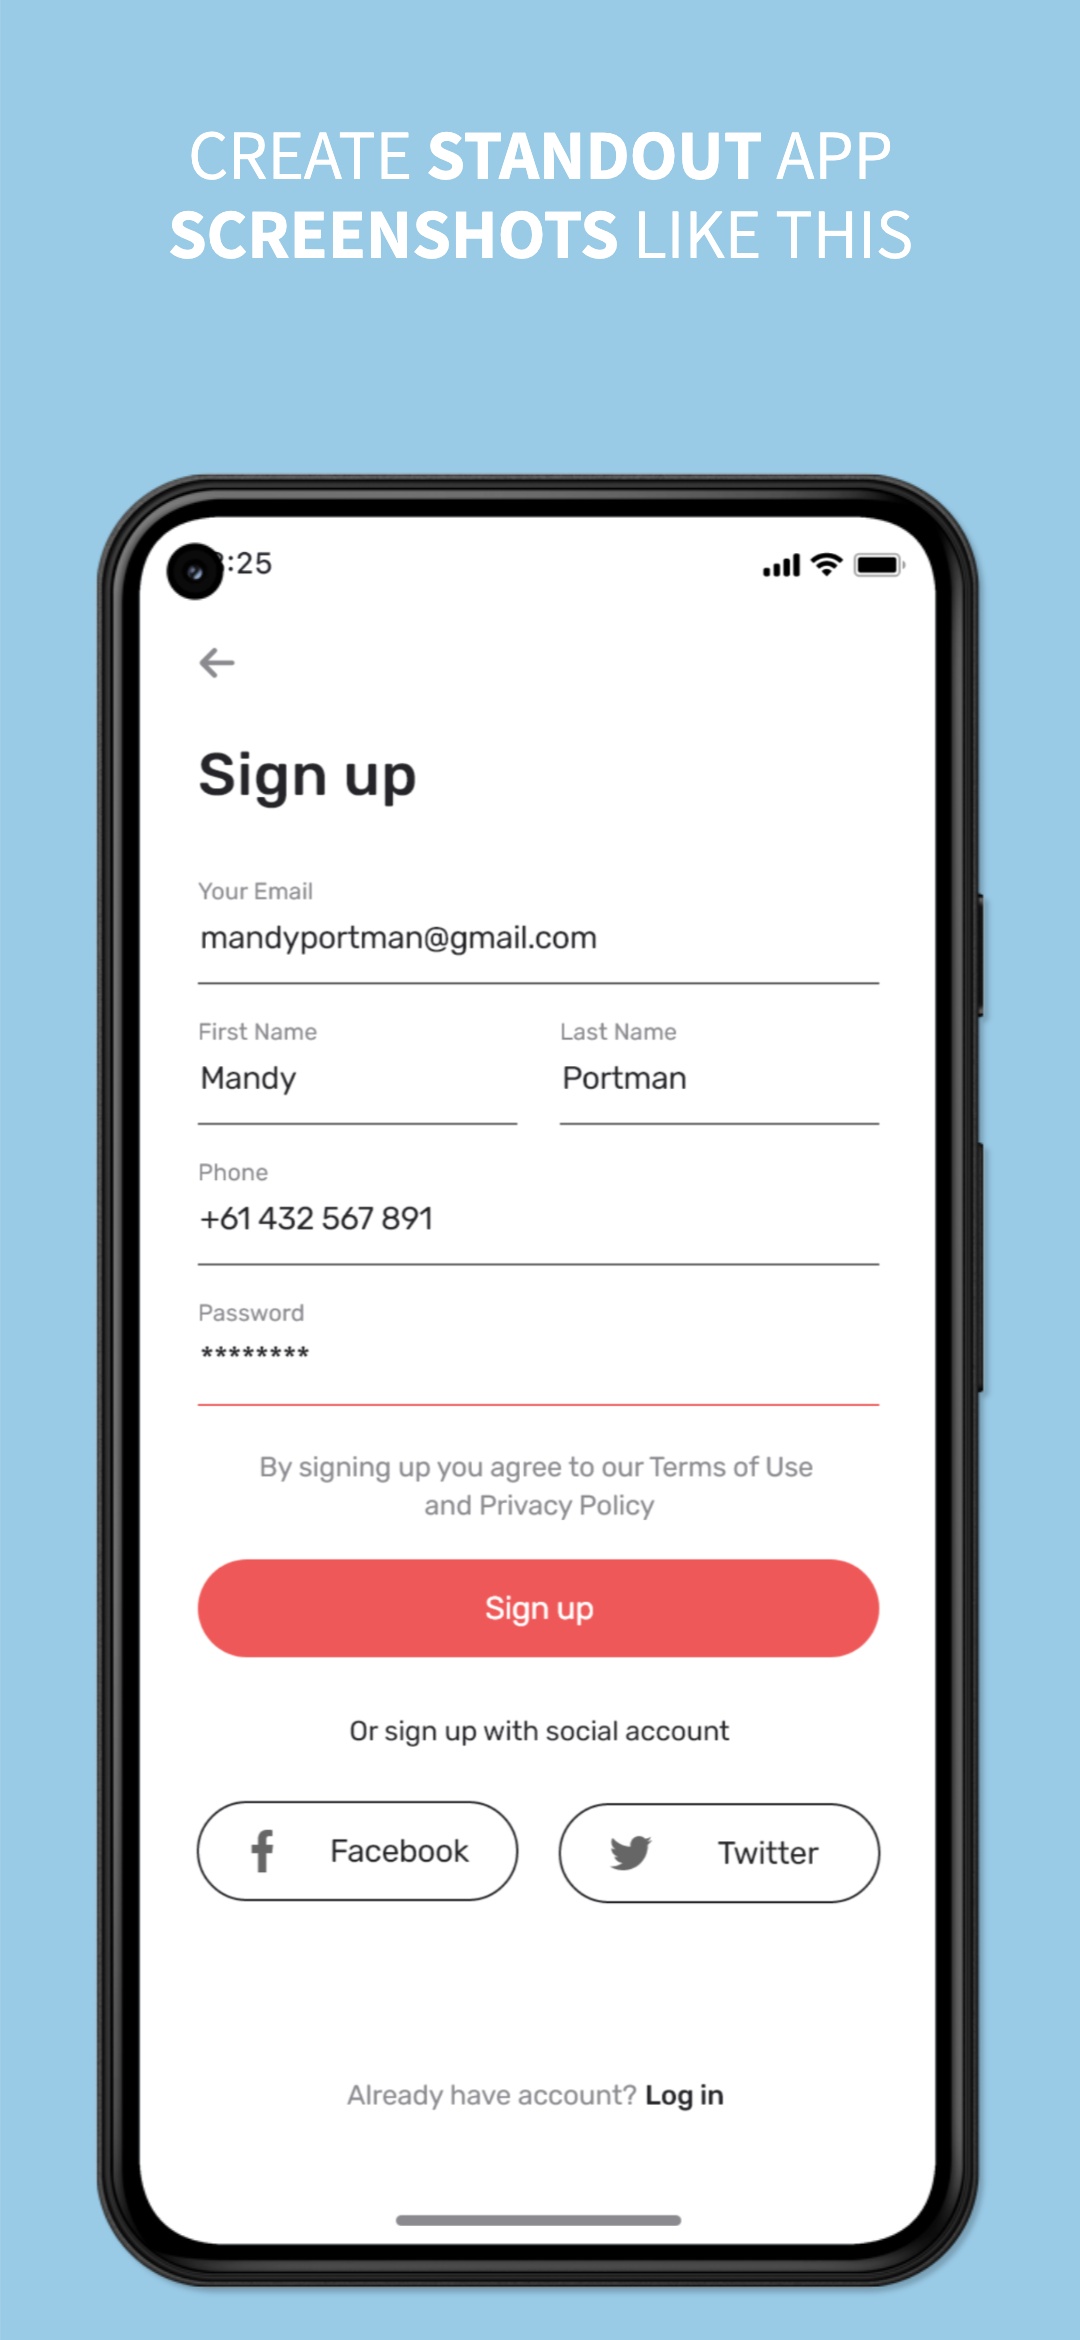 CREATE STANDOUT APP
SCREENSHOTS LIKE THIS
:25
Sign up
Your Email
mandyportman@gmail.com
First Name Last Name
Mandy Portman
Phone
+61 432 567 891
Password
********
By signing up you agree to our Terms of Use
and Privacy Policy
Sign up
Or sign up with social account
Facebook Twitter
Already have account? Log in